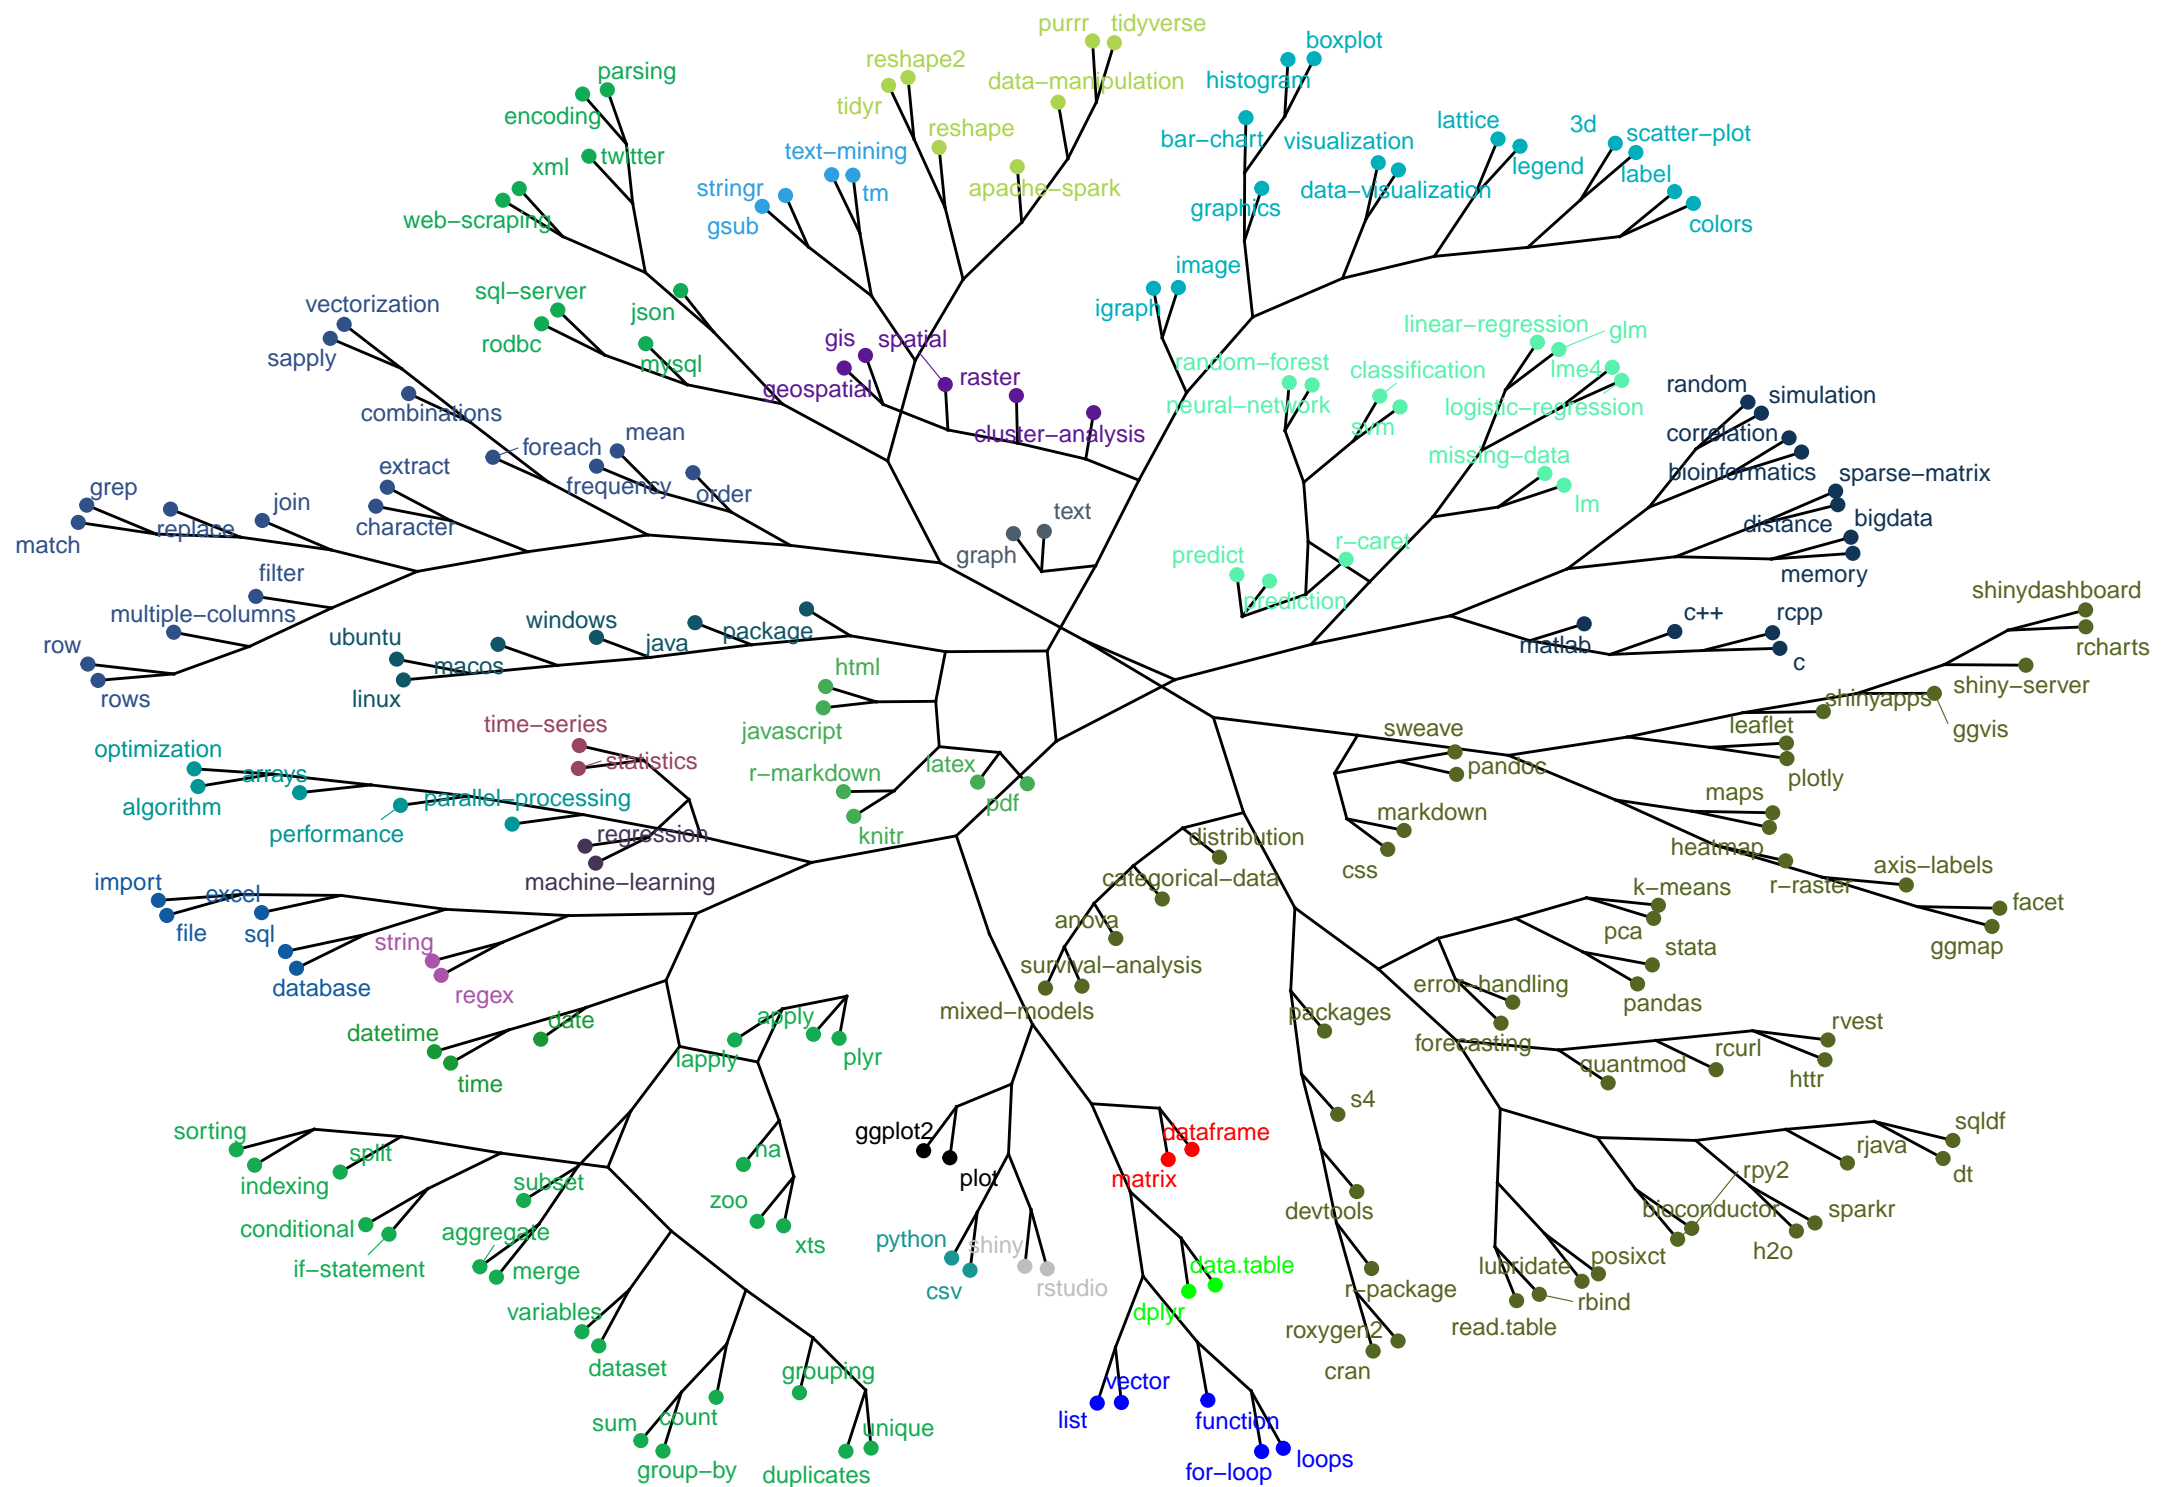 purrr
tidyverse
boxplot
reshape2
parsing
data−manipulation
histogram
tidyr
encoding
reshape
bar−chart
visualization
lattice
3d
scatter−plot
xml
twitter
text−mining
legend
label
stringr
tm
apache−spark
data−visualization
web−scraping
gsub
graphics
colors
sql−server
image
vectorization
json
igraph
linear−regression
glm
rodbc
gis
spatial
sapply
mysql
geospatial
raster
random−forest
classification
lme4
random
simulation
neural−network
logistic−regression
combinations
svm
cluster−analysis
correlation
foreach
mean
extract
missing−data
bioinformatics
sparse−matrix
grep
join
frequency
order
lm
replace
character
text
distance
bigdata
match
graph
r−caret
predict
memory
filter
prediction
shinydashboard
multiple−columns
windows
package
c++
rcpp
ubuntu
java
matlab
rcharts
row
macos
html
c
shiny−server
rows
linux
shinyapps
time−series
javascript
sweave
leaflet
ggvis
optimization
statistics
latex
pandoc
arrays
r−markdown
plotly
algorithm
parallel−processing
pdf
maps
performance
regression
knitr
distribution
markdown
heatmap
import
machine−learning
categorical−data
css
k−means
r−raster
axis−labels
excel
facet
file
sql
string
anova
pca
stata
ggmap
database
regex
survival−analysis
error−handling
pandas
datetime
date
apply
mixed−models
packages
rvest
time
lapply
plyr
forecasting
quantmod
rcurl
httr
s4
sorting
split
na
ggplot2
dataframe
rjava
sqldf
indexing
subset
plot
matrix
rpy2
dt
conditional
zoo
devtools
bioconductor
sparkr
aggregate
xts
python
shiny
data.table
posixct
h2o
if−statement
merge
csv
rstudio
lubridate
variables
dplyr
r−package
rbind
roxygen2
read.table
dataset
grouping
vector
cran
sum
count
unique
list
function
group−by
duplicates
for−loop
loops